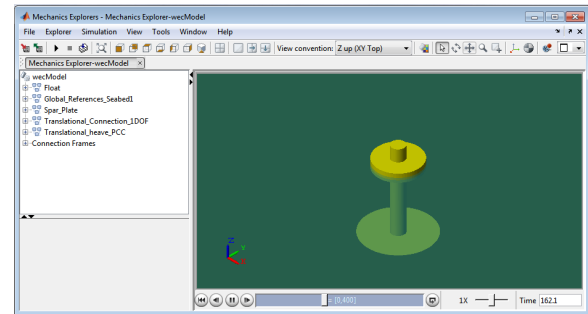 Mechanics Explorers - Mechanics Explorer-wecModel
File Explorer Simulation View Tools Window Help
View convention: Z up (XY Top)
Mechanics Explorer-wecModel
wecModel
Float
Global_References_Seabed1
Spar_Plate
Translational_Connection_1DOF
Translational_heave_PCC
Connection Frames
Z
Y
X
= [0,400]
1X
Time 162.1